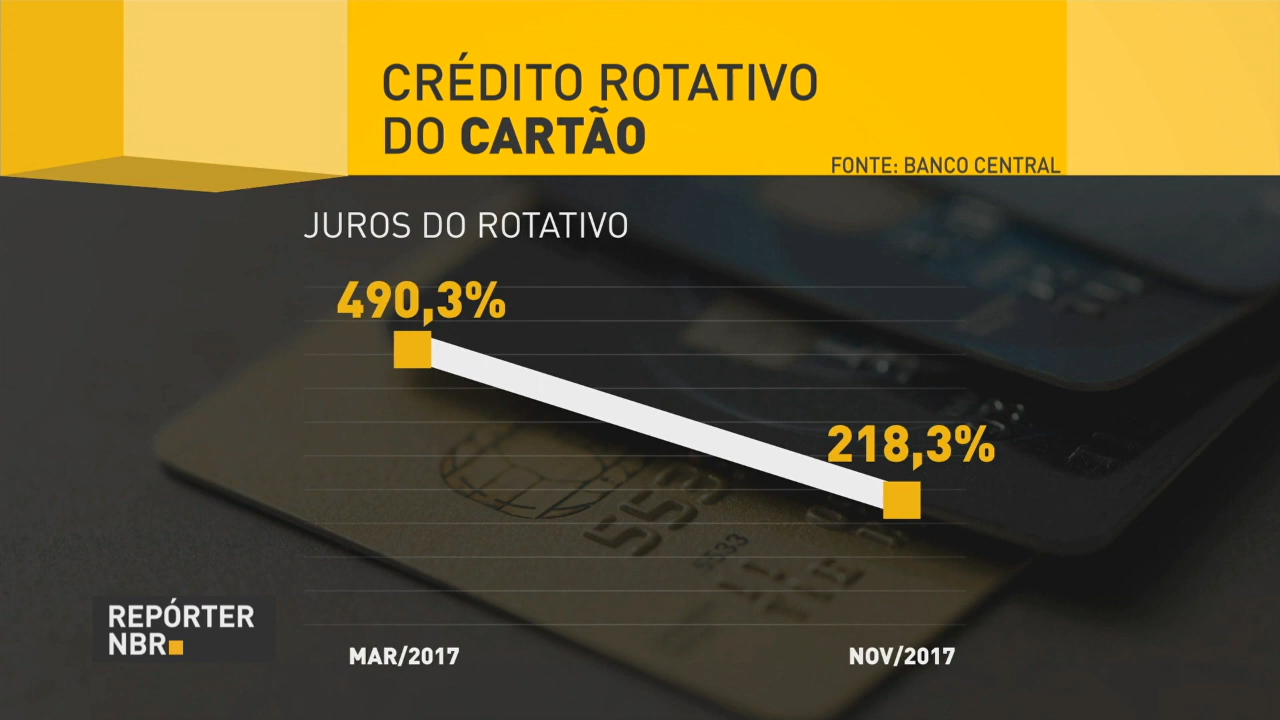 CRÉDITO ROTATIVO
DO CARTÃO
FONTE: BANCO CENTRAL
JUROS DO ROTATIVO
490,3%
218,3%
5533
MAR/2017
NOV/2017
REPÓRTER
NBR